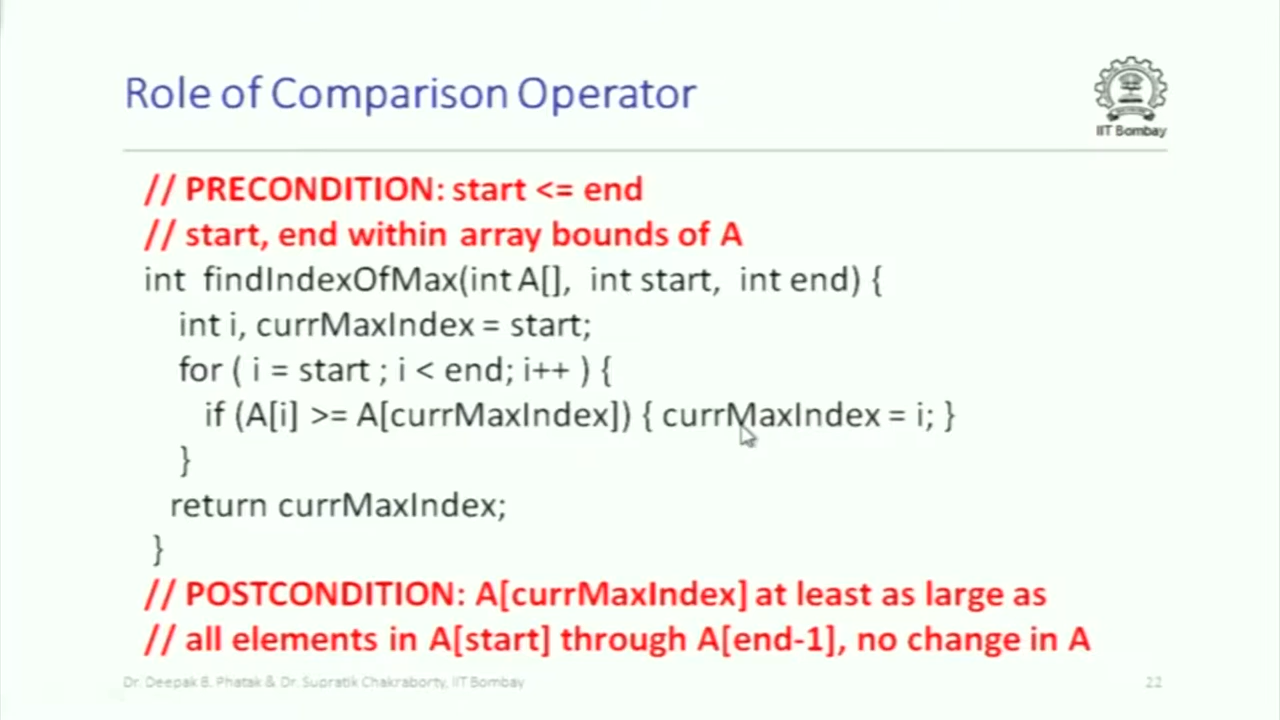 Role of Comparison Operator
IIT Bombay
// PRECONDITION: start <= end
// start, end within array bounds of A
int findIndexOfMax(int A[], int start, int end) {
int i, currMaxIndex = start;
for ( i = start ; i < end; i++ ) {
if (A[i] >= A[currMaxIndex]) { currMaxIndex = i; }
}
return currMaxIndex;
}
// POSTCONDITION: A[currMaxIndex] at least as large as
// all elements in A[start] through A[end-1], no change in A
Dr. Deepak B. Phatak & Dr. Supratik Chakraborty, IIT Bombay
22